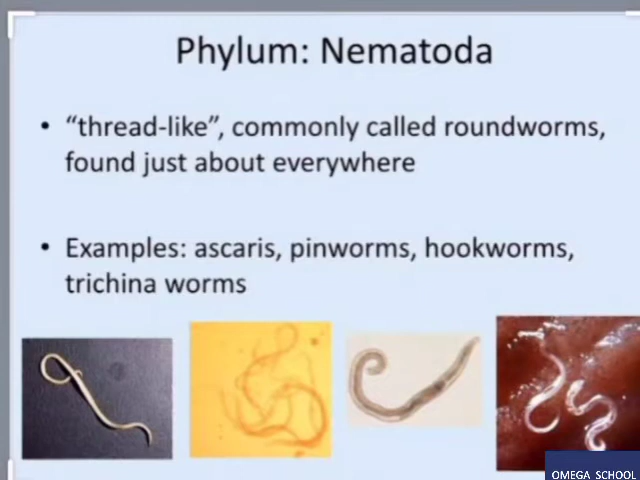 Phylum: Nematoda
• “thread-like”, commonly called roundworms,
found just about everywhere
• Examples: ascaris, pinworms, hookworms,
trichina worms
OMEGA SCHOOL